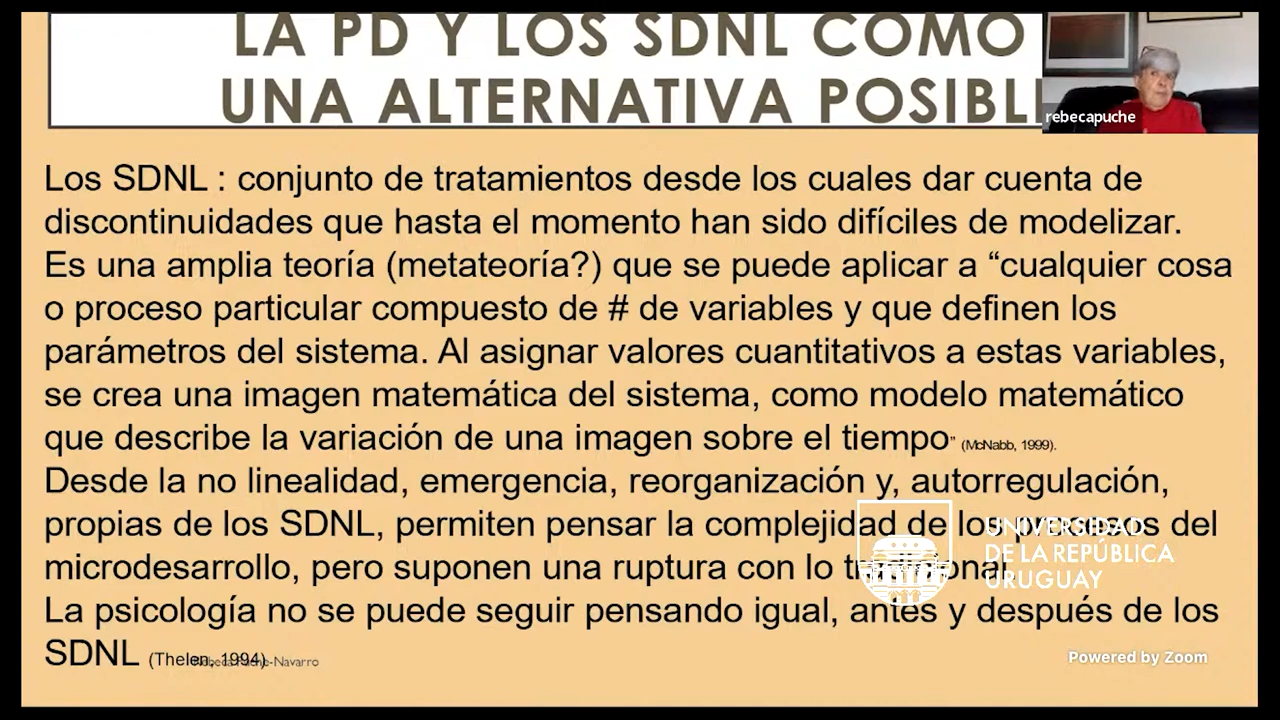 LA PD Y LOS SDNL COMO
UNA ALTERNATIVA POSIBL
rebecapuche
Los SDNL : conjunto de tratamientos desde los cuales dar cuenta de
discontinuidades que hasta el momento han sido difíciles de modelizar.
Es una amplia teoría (metateoría?) que se puede aplicar a “cualquier cosa
o proceso particular compuesto de # de variables y que definen los
parámetros del sistema. Al asignar valores cuantitativos a estas variables,
se crea una imagen matemática del sistema, como modelo matemático
que describe la variación de una imagen sobre el tiempo” (McNabb, 1999).
Desde la no linealidad, emergencia, reorganización y, autorregulación,
propias de los SDNL, permiten pensar la complejidad de los procesos del
microdesarrollo, pero suponen una ruptura con lo tradicional
La psicología no se puede seguir pensando igual, antes y después de los
SDNL (Thelen, 1994)
Rebeca Puche-Navarro
UNIVERSIDAD
DE LA REPÚBLICA
URUGUAY
Powered by Zoom